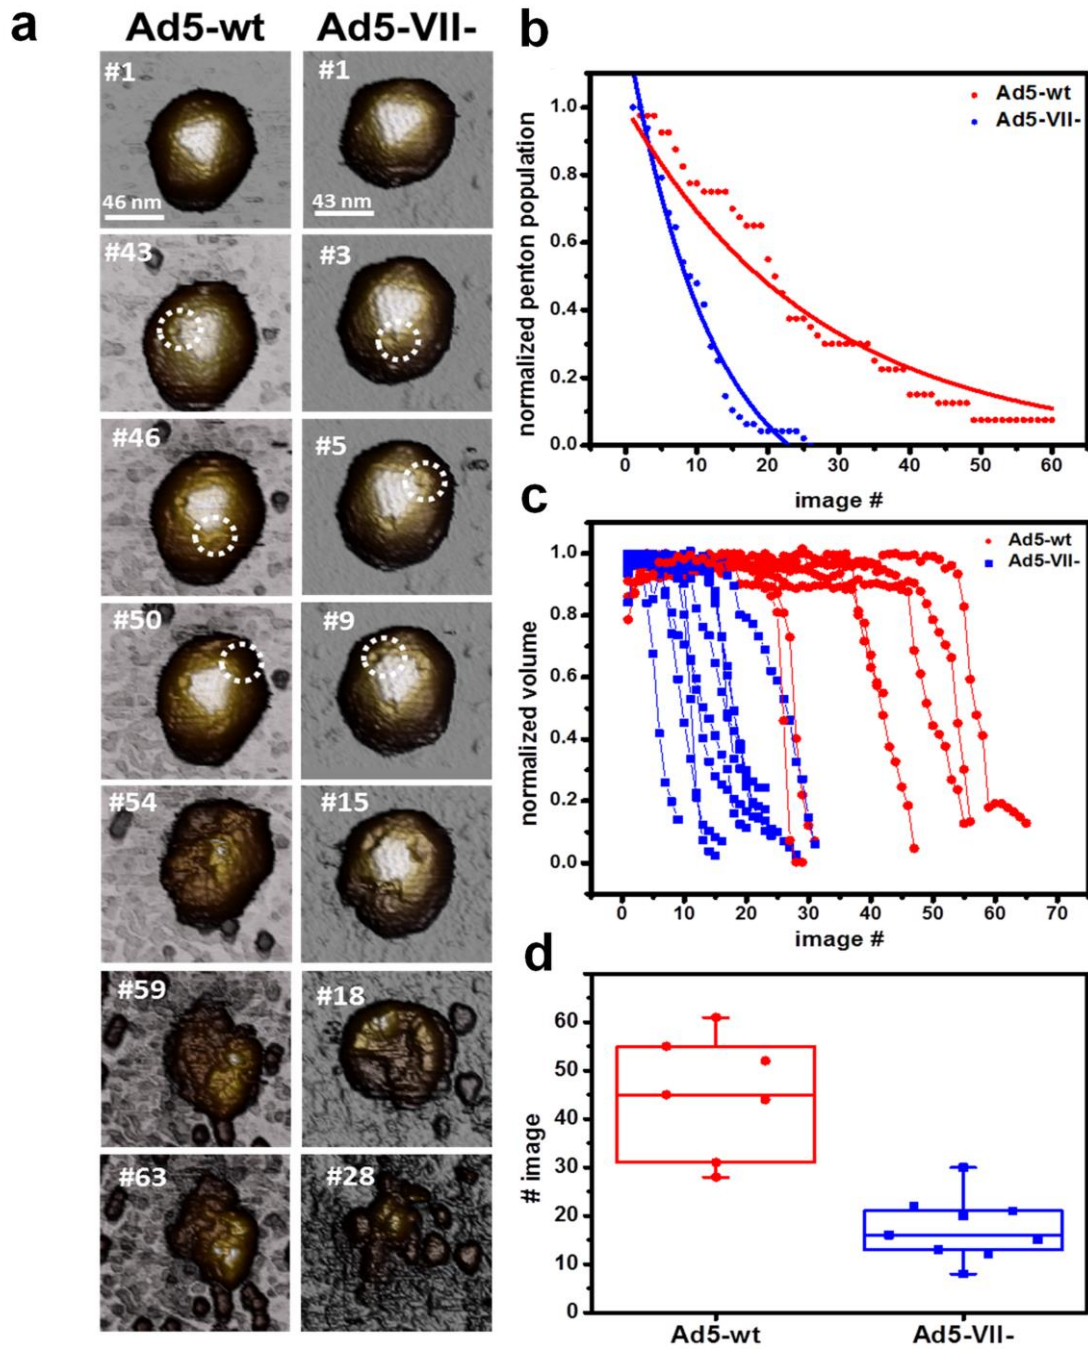 a
Ad5-wt
Ad5-VII-
#1
#1
46 nm
43 nm
#43
#3
#46
#5
#50
#9
#54
#15
#59
#18
#63
#28
b
normalized penton population
1.0
0.8
0.6
0.4
0.2
0.0
Ad5-wt
Ad5-VII-
0
10
20
30
40
50
60
image #
c
normalized volume
1.0
0.8
0.6
0.4
0.2
0.0
Ad5-wt
Ad5-VII-
0
10
20
30
40
50
60
70
image #
d
# image
60
50
40
30
20
10
0
Ad5-wt
Ad5-VII-